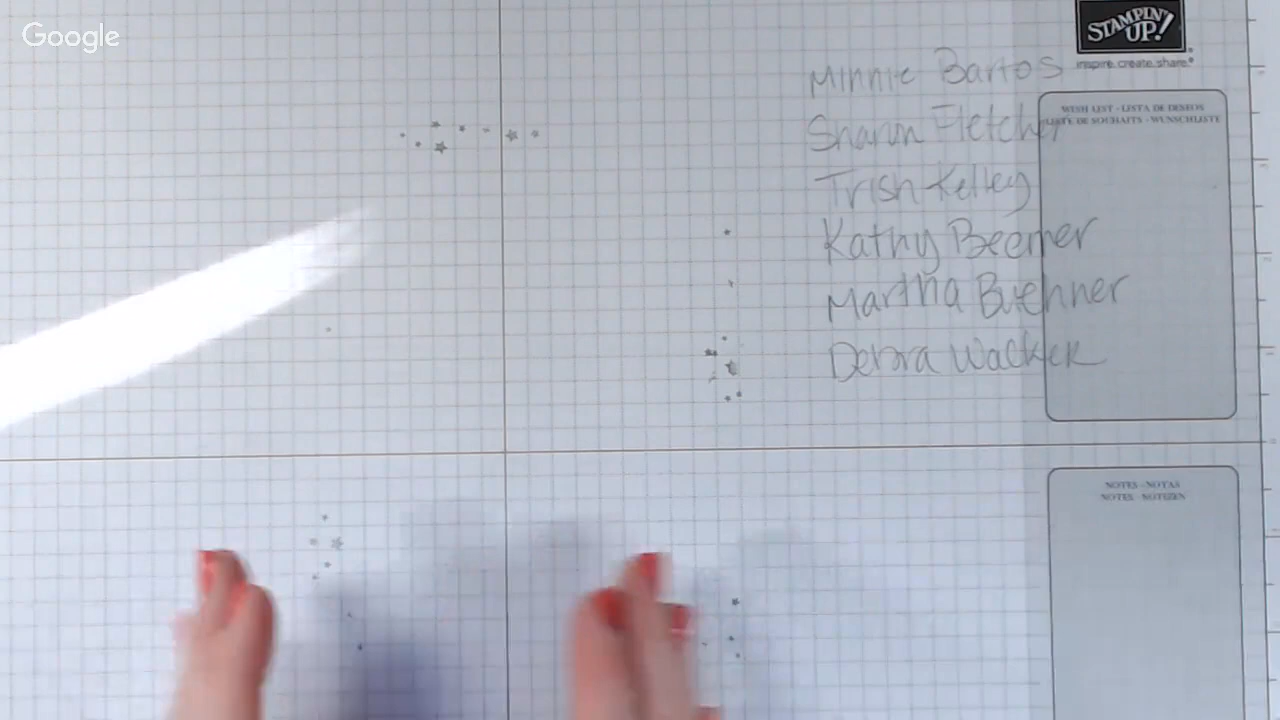 Google
STAMPIN' UP!
inspire.create.share.®
Minnie Bartos
Sharon Fletcher
Trish Kelley
Kathy Beemer
Martha Buehner
Debra Wacker
WISH LIST - LISTA DE DESEOS
LISTE DE SOUHAITS - WUNSCHLISTE
NOTES - NOTAS
NOTES - NOTIZEN